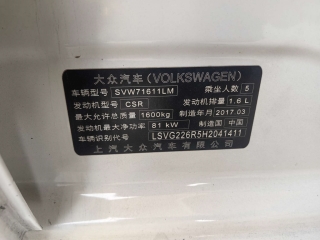 大众汽车(VOLKSWAGEN)
车辆型号 SVW71611LM 乘坐人数 5
发动机型号 CSR 发动机排量 1.6 L
最大允许总质量 1600kg 制造年月 2017.03
发动机最大净功率 81 kW 制造国 中国
车辆识别代号 LSVG226R5H2041411
上汽大众汽车有限公司